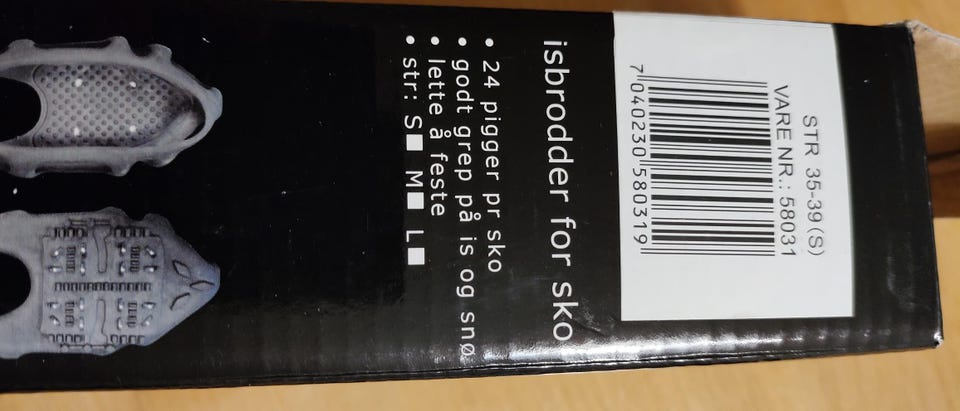 STR 35-39 (S)
VARE NR.: 58031
7 040230 580319
isbrodder for sko
• 24 pigger pr sko
• godt grep på is og snø
• lette å feste
• str: S M L